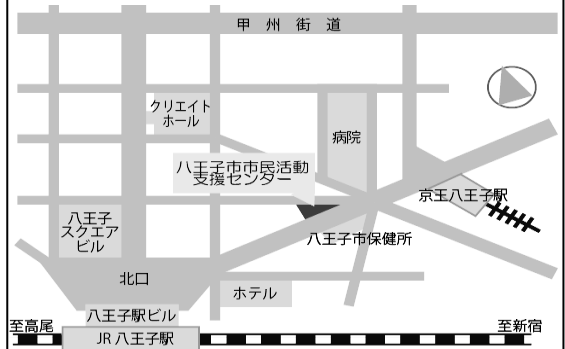 甲州街道
クリエイト
ホール
病院
八王子市市民活動
支援センター
京王八王子駅
八王子
スクエア
ビル
八王子市保健所
北口
ホテル
八王子駅ビル
至高尾
至新宿
JR 八王子駅